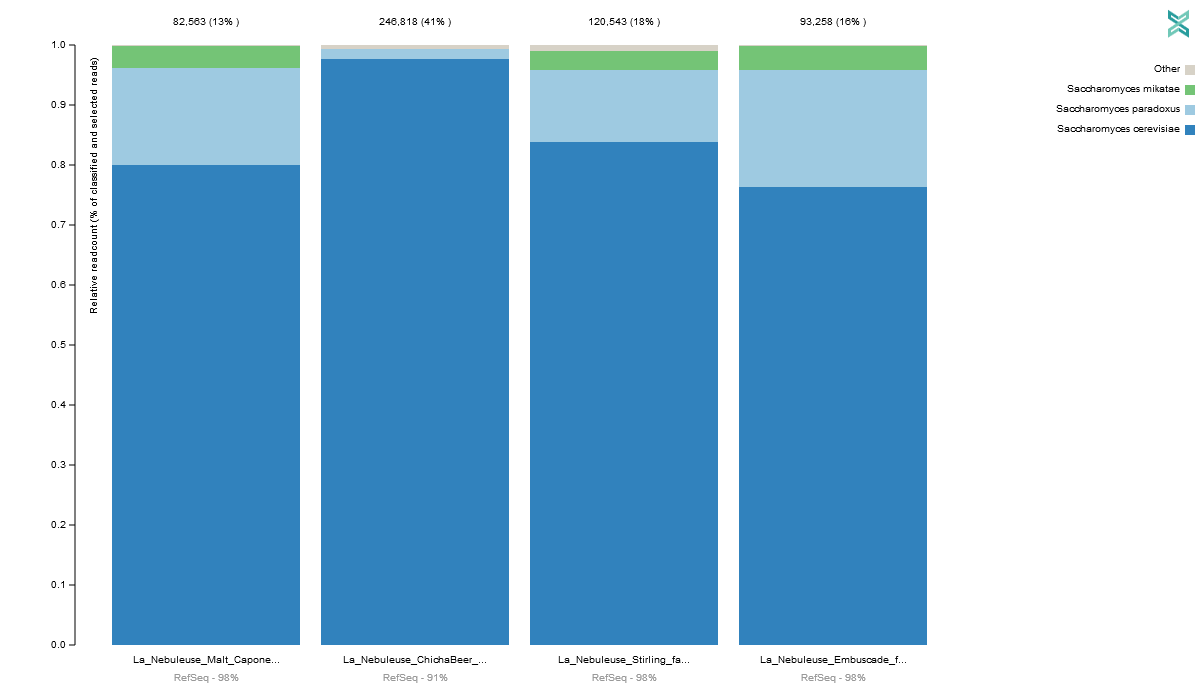 82,563 (13% )
246,818 (41% )
120,543 (18% )
93,258 (16% )
Other
Saccharomyces mikatae
Saccharomyces paradoxus
Saccharomyces cerevisiae
Relative readcount (% of classified and selected reads)
1.0
0.9
0.8
0.7
0.6
0.5
0.4
0.3
0.2
0.1
0.0
La_Nebuleuse_Malt_Capone...
La_Nebuleuse_ChichaBeer_...
La_Nebuleuse_Stirling_fa...
La_Nebuleuse_Embuscade_f...
RefSeq - 98%
RefSeq - 91%
RefSeq - 98%
RefSeq - 98%